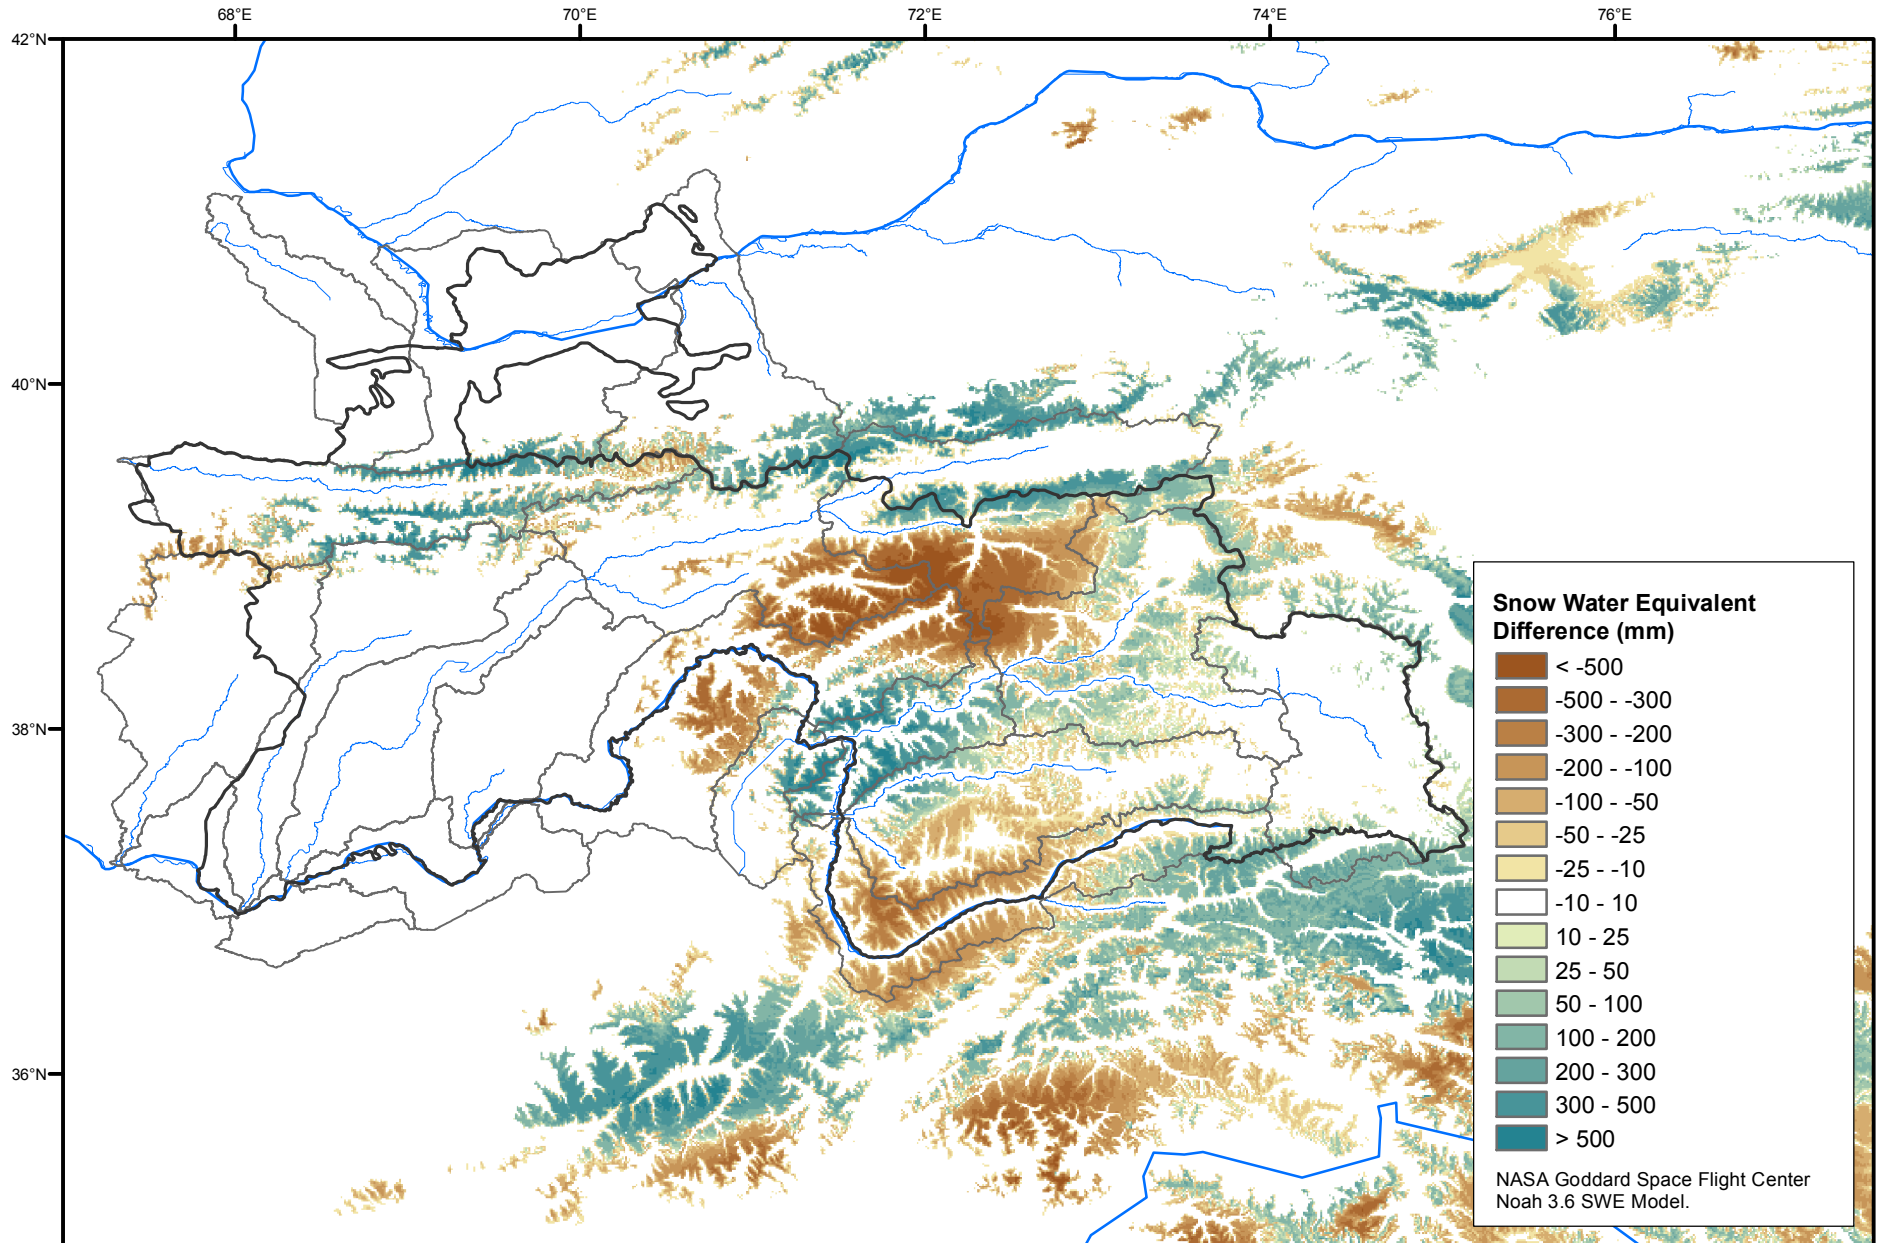 68°E 70°E 72°E 74°E 76°E
42°N
40°N
38°N
36°N
Snow Water Equivalent
Difference (mm)
< -500
-500 - -300
-300 - -200
-200 - -100
-100 - -50
-50 - -25
-25 - -10
-10 - 10
10 - 25
25 - 50
50 - 100
100 - 200
200 - 300
300 - 500
> 500
NASA Goddard Space Flight Center
Noah 3.6 SWE Model.